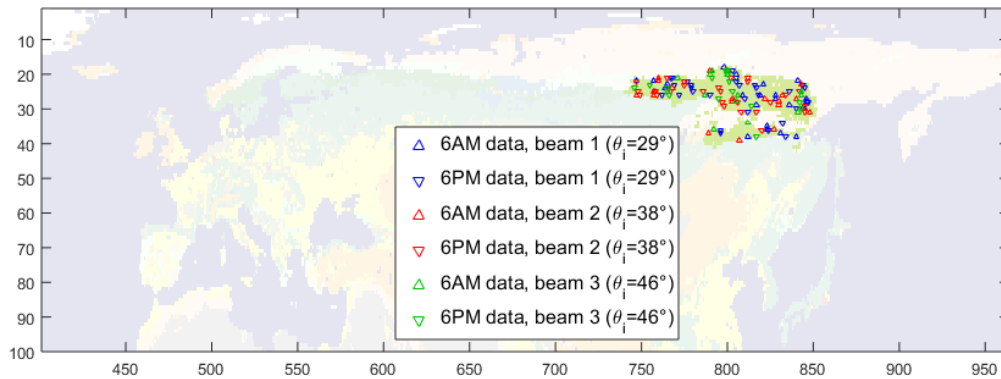 10
20
30
40
50
60
70
80
90
100
6AM data, beam 1 (θi=29°)
6PM data, beam 1 (θi=29°)
6AM data, beam 2 (θi=38°)
6PM data, beam 2 (θi=38°)
6AM data, beam 3 (θi=46°)
6PM data, beam 3 (θi=46°)
450 500 550 600 650 700 750 800 850 900 950